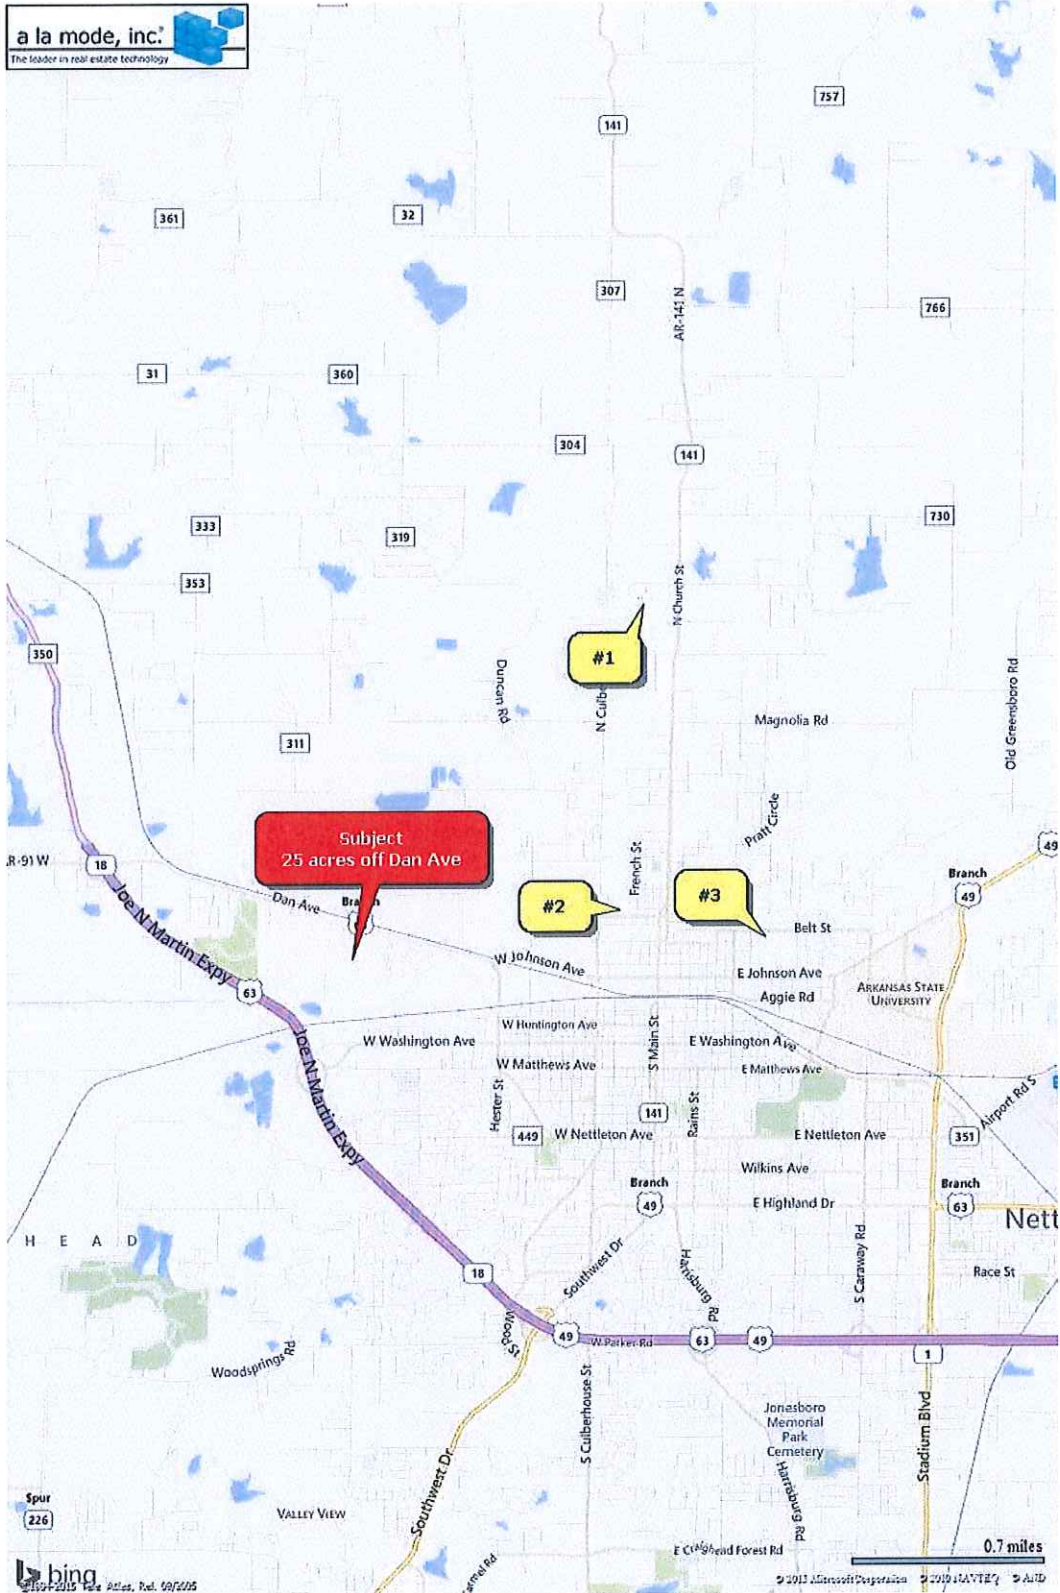 a la mode, inc.
The leader in real estate technology
757
141
361
32
307
AR-141 N
766
31
360
304
141
333
319
730
353
N Church St
350
#1
Duncan Rd
Old Greensboro Rd
Magnolia Rd
311
Pratt Circle
Subject
25 acres off Dan Ave
49
18
French St
Branch
49
#2
#3
Dan Ave
Belt St
Joe N Martin Expy
W Johnson Ave
E Johnson Ave
63
Aggie Rd
ARKANSAS STATE
UNIVERSITY
W Huntington Ave
S Main St
W Washington Ave
E Washington Ave
Joe N Martin Expy
W Matthews Ave
E Matthews Ave
Hester St
141
Rains St
Airport Rd S
449
W Nettleton Ave
E Nettleton Ave
351
Wilkins Ave
Branch
49
E Highland Dr
Branch
63
Nett
H E A D
Southwest Dr
Harrisburg Rd
S Caraway Rd
18
Race St
Wood St
49
W Parker Rd
63
49
1
Woodsprings Rd
S Culberhouse St
Jonesboro
Memorial
Park
Cemetery
Stadium Blvd
Southwest Dr
Harrisburg Rd
Spur
226
VALLEY VIEW
E Craighead Forest Rd
0.7 miles
bing